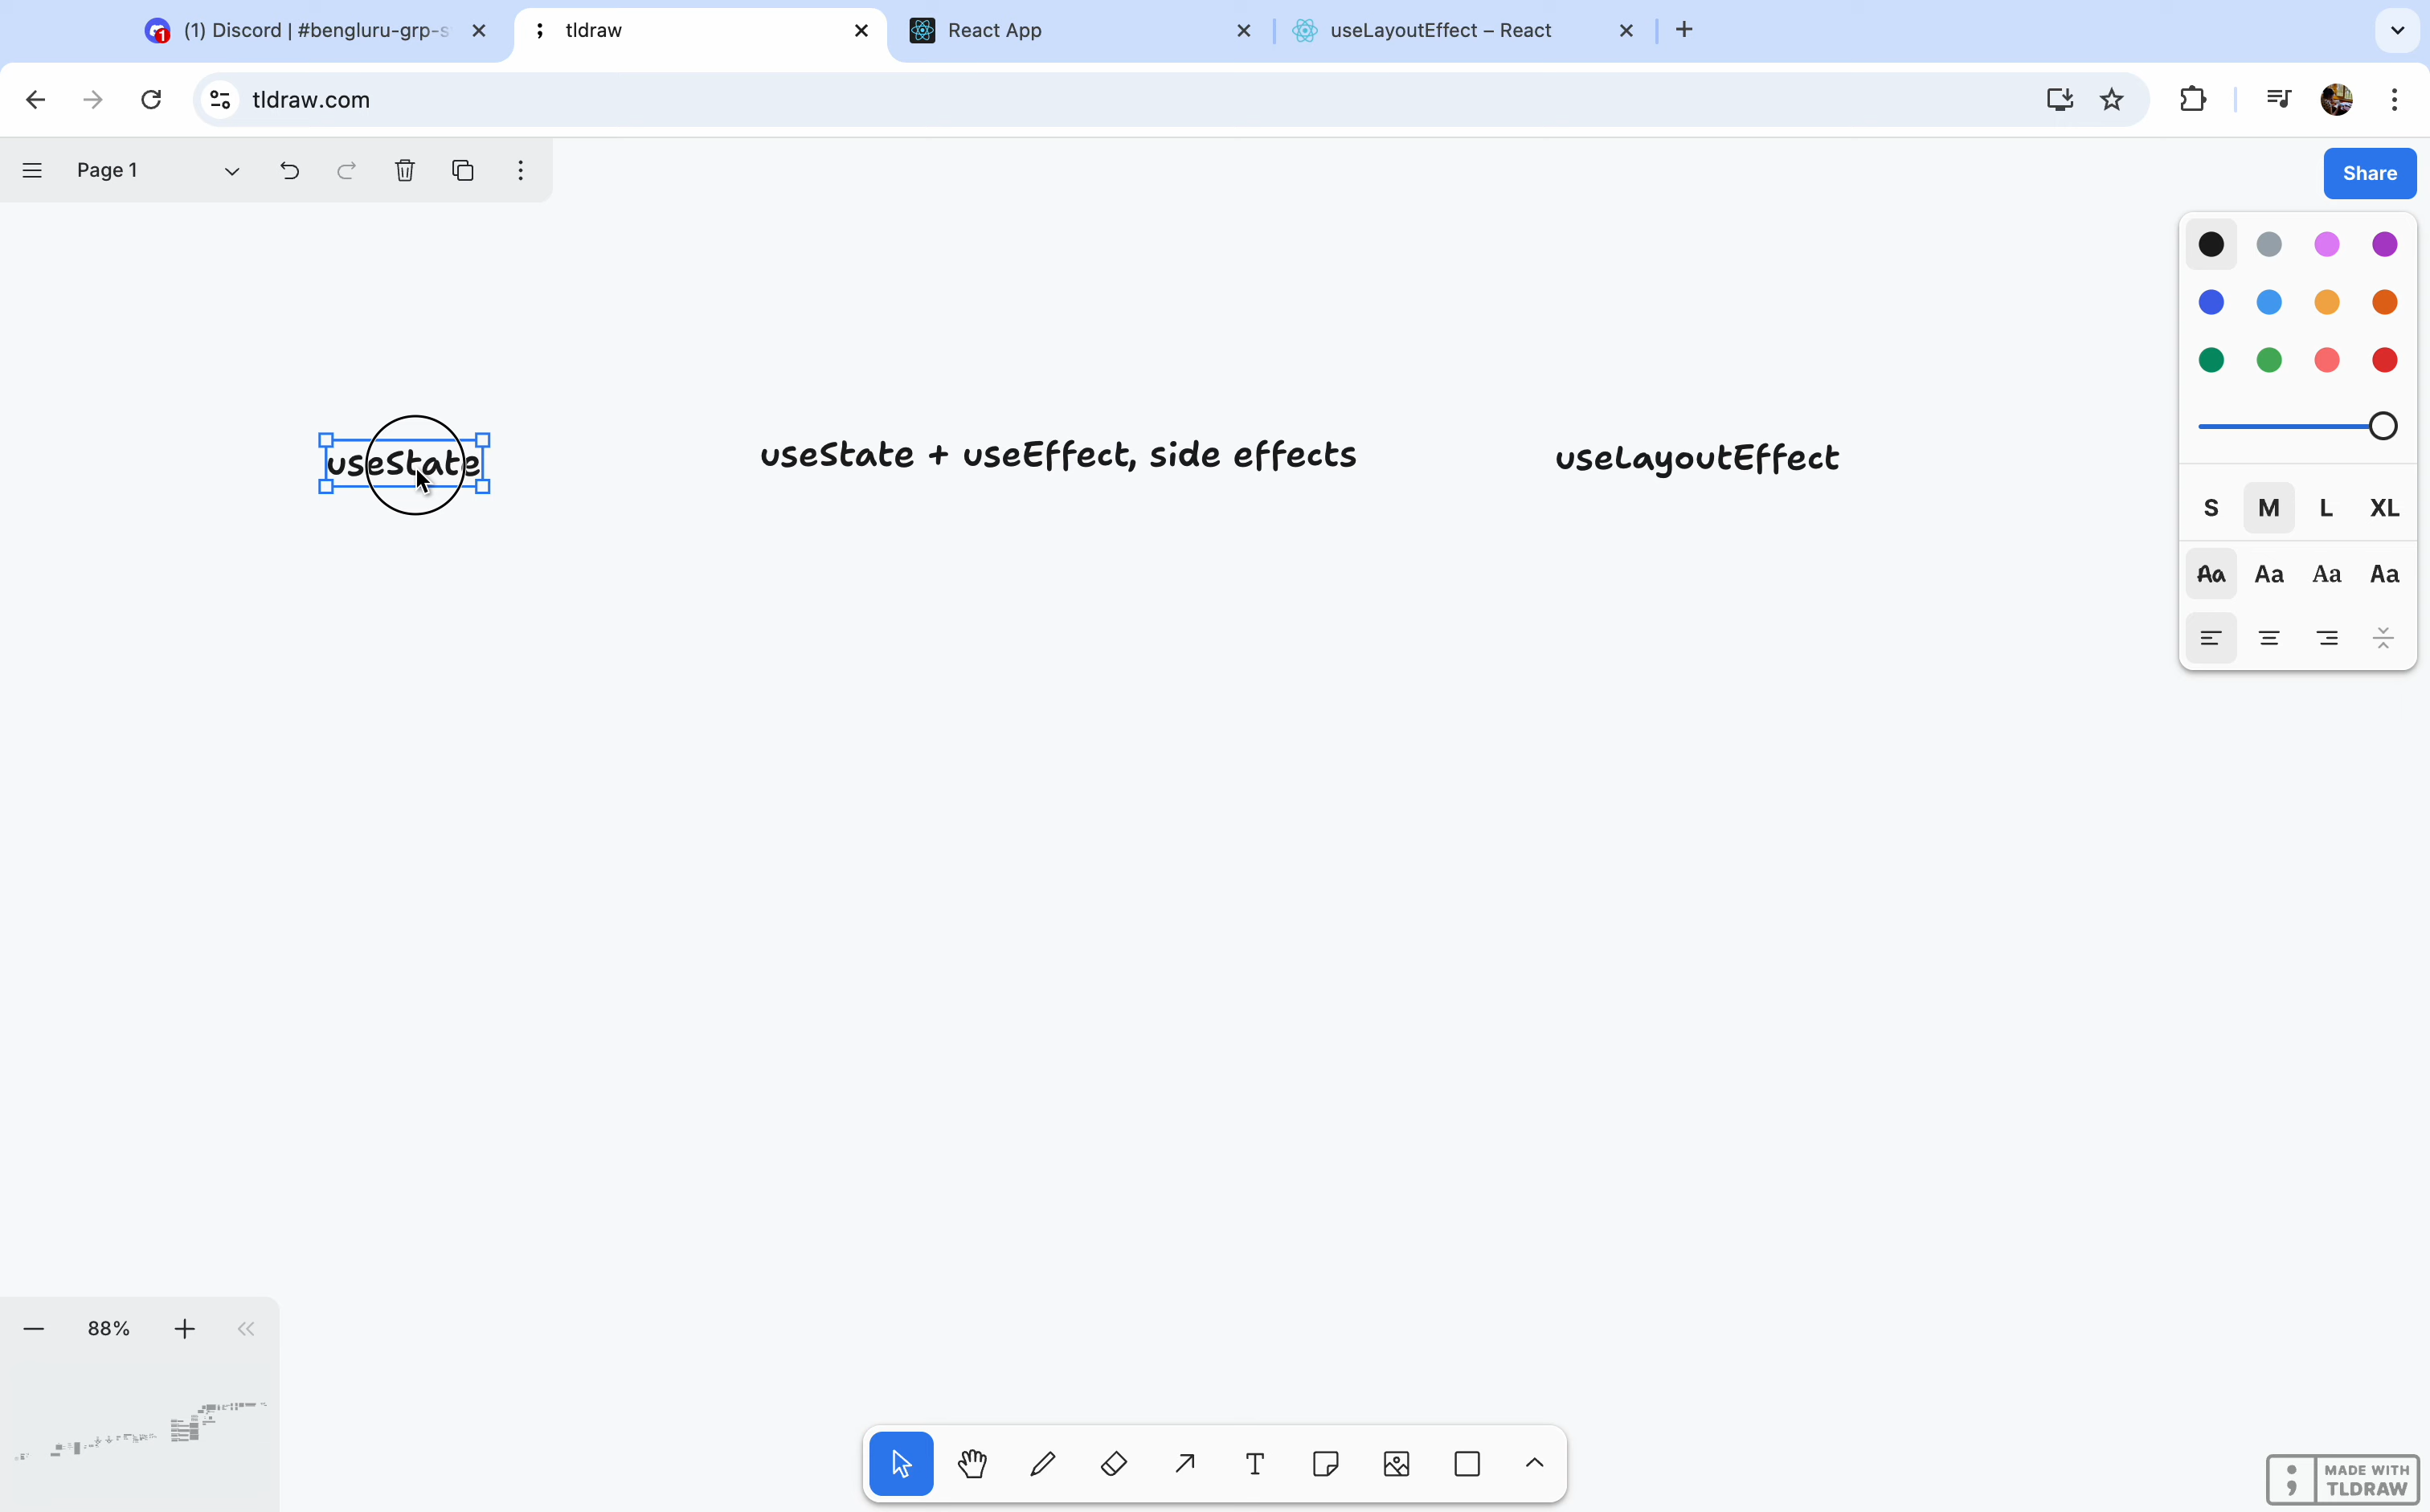 (1) Discord | #bengluru-grp-s
tldraw
React App
useLayoutEffect – React
tldraw.com
Page 1
Share
useState
useState + useEffect, side effects
useLayoutEffect
S M L XL
Aa Aa Aa Aa
88%
T
MADE WITH
TLDRAW